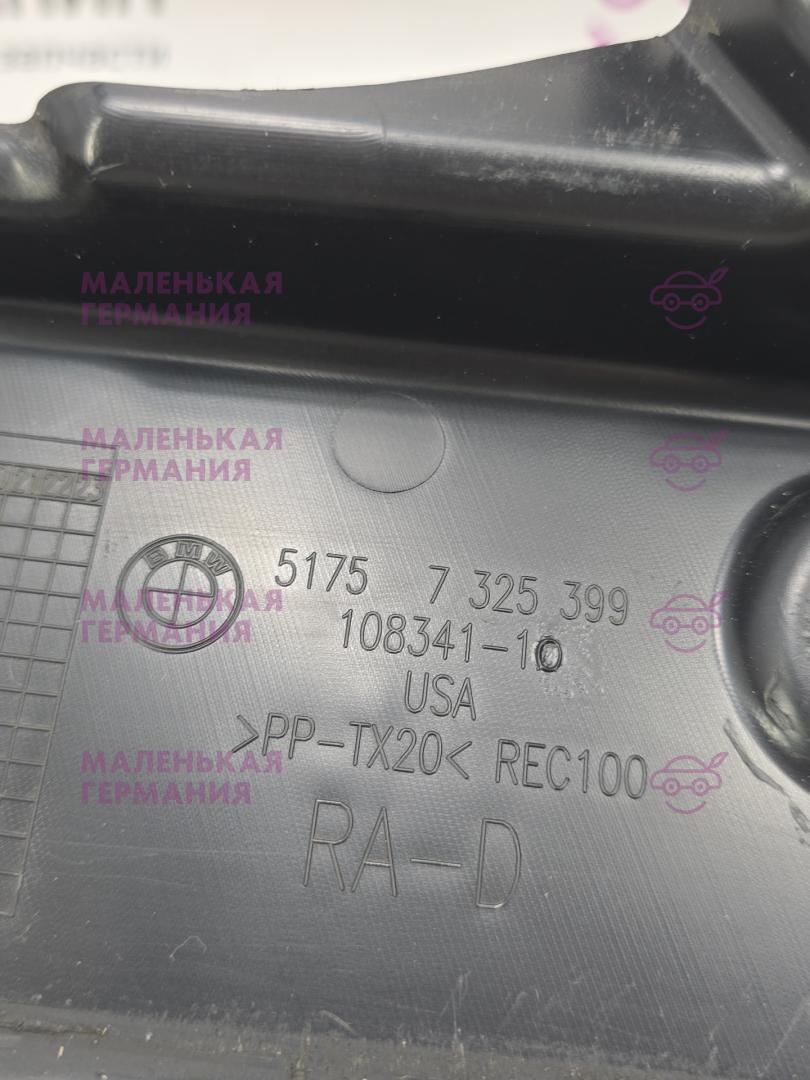 запчасти
МАЛЕНЬКАЯ
ГЕРМАНИЯ
МАЛЕНЬКАЯ
ГЕРМАНИЯ
BMW
5175 7 325 399
МАЛЕНЬКАЯ
ГЕРМАНИЯ
108341-10
USA
>PP-TX20< REC100
МАЛЕНЬКАЯ
ГЕРМАНИЯ
RA-D